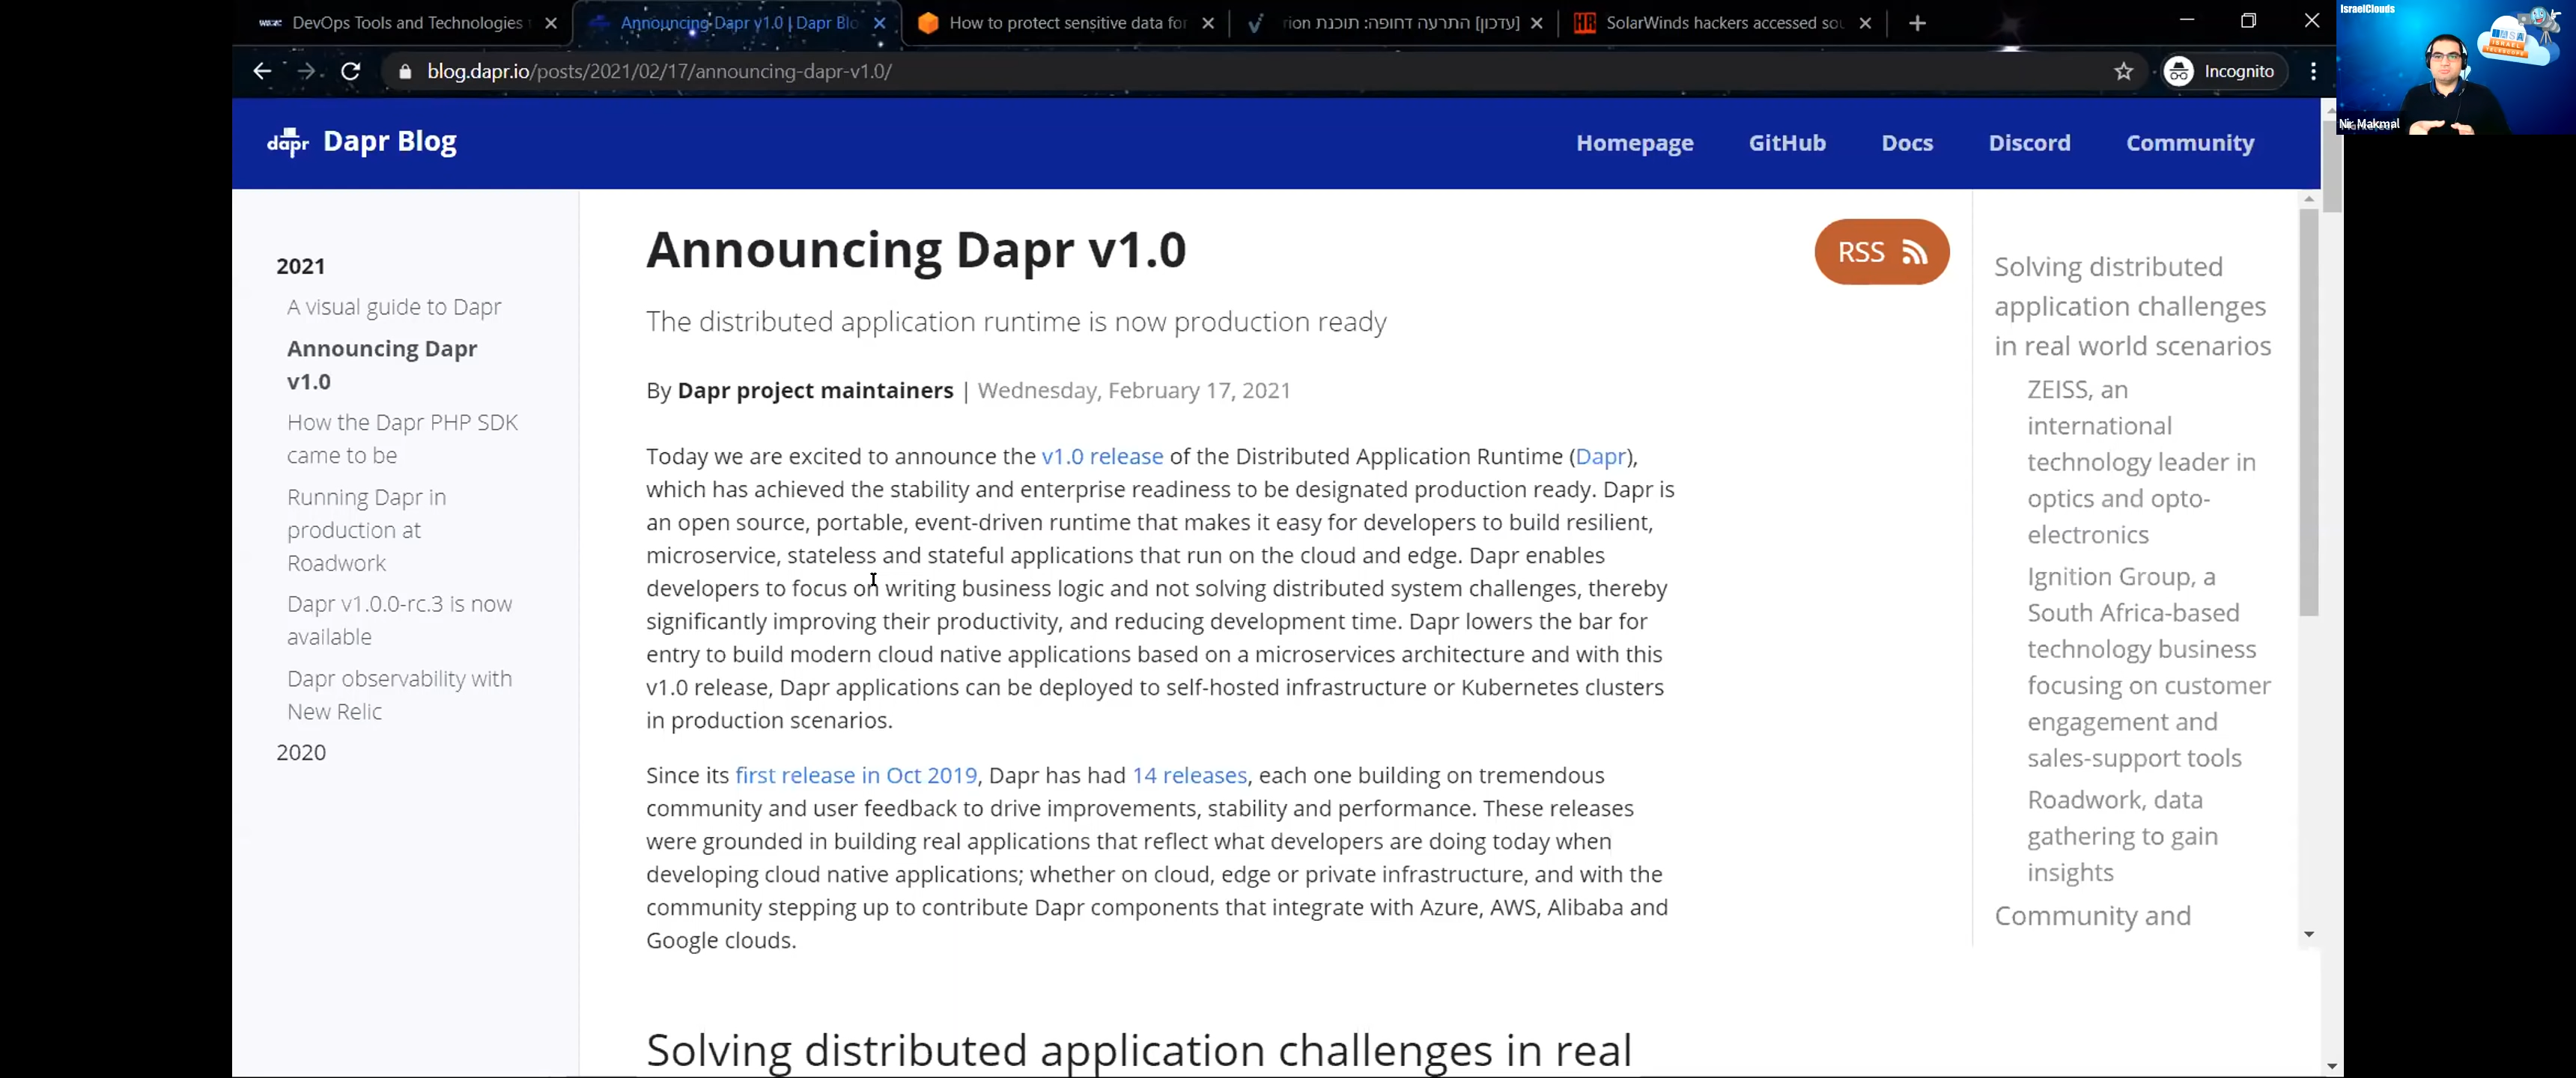 DevOps Tools and Technologies
Announcing Dapr v1.0 | Dapr Blo
How to protect sensitive data for
[עדכון] התרעה דחופה: תוכנת rion
SolarWinds hackers accessed sou
blog.dapr.io/posts/2021/02/17/announcing-dapr-v1.0/
Incognito
IsraelClouds
Nir Makmal
dapr Dapr Blog
Homepage
GitHub
Docs
Discord
Community
2021
A visual guide to Dapr
Announcing Dapr
v1.0
How the Dapr PHP SDK
came to be
Running Dapr in
production at
Roadwork
Dapr v1.0.0-rc.3 is now
available
Dapr observability with
New Relic
2020
Announcing Dapr v1.0
RSS
The distributed application runtime is now production ready
By Dapr project maintainers | Wednesday, February 17, 2021
Today we are excited to announce the v1.0 release of the Distributed Application Runtime (Dapr),
which has achieved the stability and enterprise readiness to be designated production ready. Dapr is
an open source, portable, event-driven runtime that makes it easy for developers to build resilient,
microservice, stateless and stateful applications that run on the cloud and edge. Dapr enables
developers to focus on writing business logic and not solving distributed system challenges, thereby
significantly improving their productivity, and reducing development time. Dapr lowers the bar for
entry to build modern cloud native applications based on a microservices architecture and with this
v1.0 release, Dapr applications can be deployed to self-hosted infrastructure or Kubernetes clusters
in production scenarios.
Since its first release in Oct 2019, Dapr has had 14 releases, each one building on tremendous
community and user feedback to drive improvements, stability and performance. These releases
were grounded in building real applications that reflect what developers are doing today when
developing cloud native applications; whether on cloud, edge or private infrastructure, and with the
community stepping up to contribute Dapr components that integrate with Azure, AWS, Alibaba and
Google clouds.
Solving distributed application challenges in real
Solving distributed
application challenges
in real world scenarios
ZEISS, an
international
technology leader in
optics and opto-
electronics
Ignition Group, a
South Africa-based
technology business
focusing on customer
engagement and
sales-support tools
Roadwork, data
gathering to gain
insights
Community and